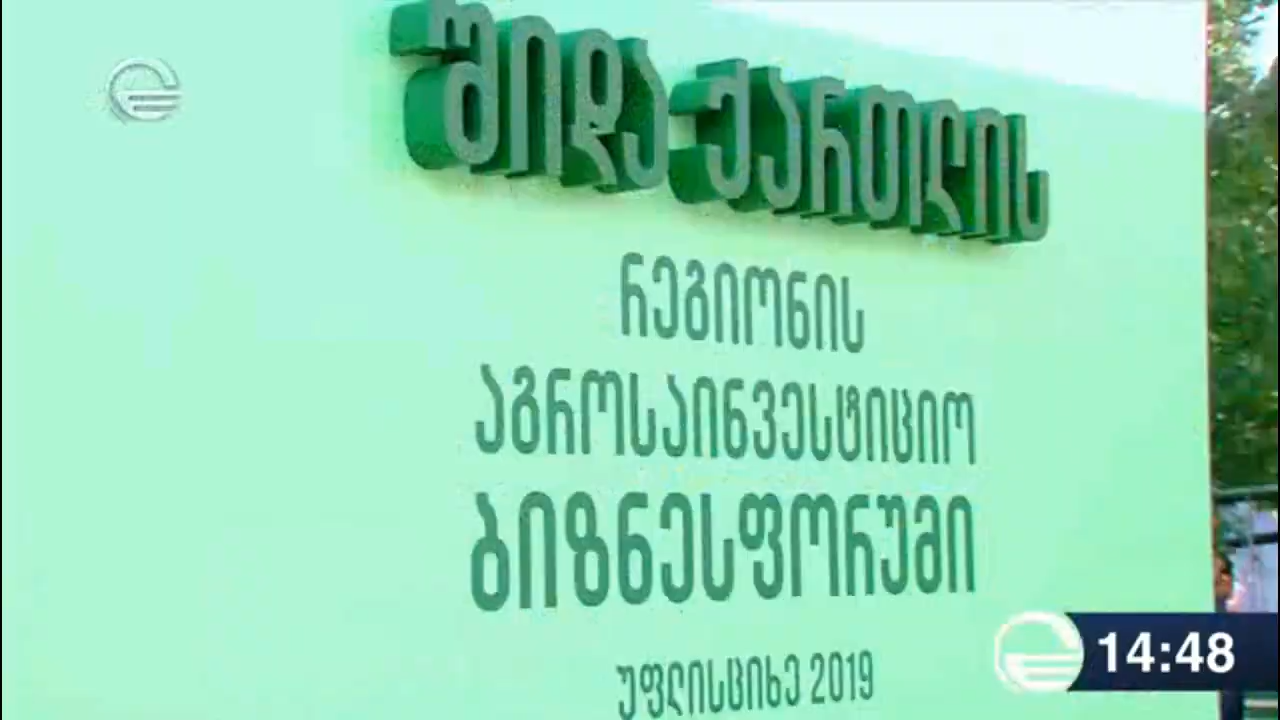 შიდა ქართლის
რეგიონის
აგროსაინვესტიციო
ბიზნესფორუმი
უფლისციხე 2019
14:48